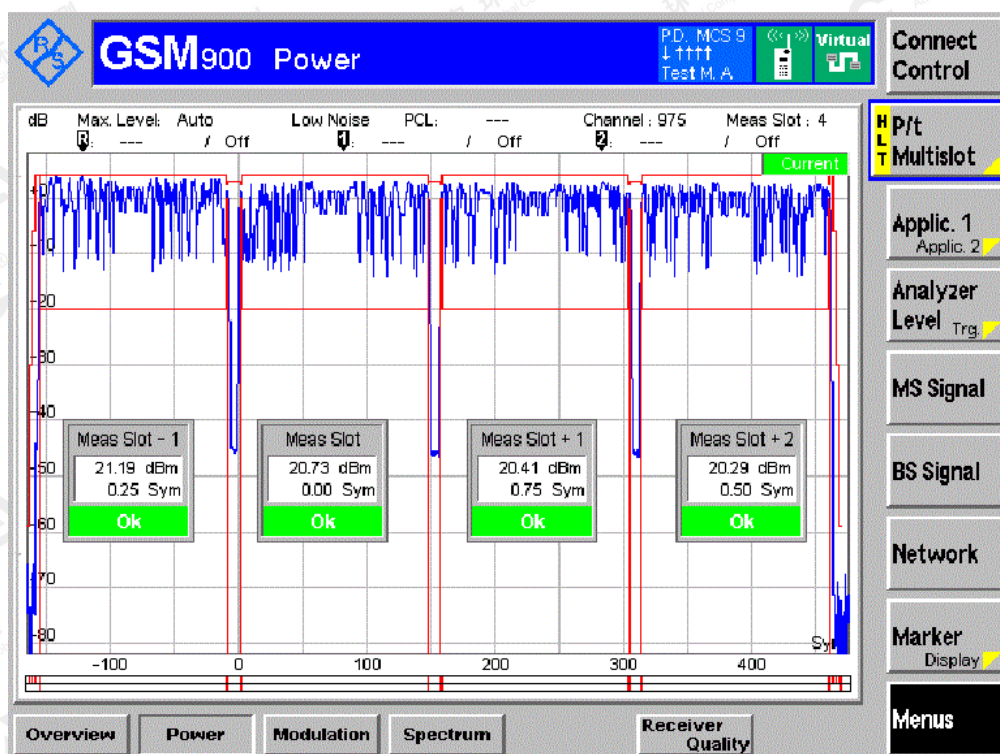 R S
GSM900 Power
P.D. MCS 9
↓ ↑↑↑↑
Test M. A
Virtual
Connect
Control
dB Max. Level: Auto Low Noise PCL: --- Channel : 975 Meas Slot : 4
R: --- / Off 1: --- / Off 2: --- / Off
HLT
P/t
Multislot
Current
+0
-10
-20
-30
-40
-50
-60
-70
-80
Applic. 1
Applic. 2
Analyzer
Level Trg.
MS Signal
BS Signal
Network
Marker
Display
Menus
Meas Slot - 1
21.19 dBm
0.25 Sym
Ok
Meas Slot
20.73 dBm
0.00 Sym
Ok
Meas Slot + 1
20.41 dBm
0.75 Sym
Ok
Meas Slot + 2
20.29 dBm
0.50 Sym
Ok
-100 0 100 200 300 400
Overview Power Modulation Spectrum Receiver
Quality